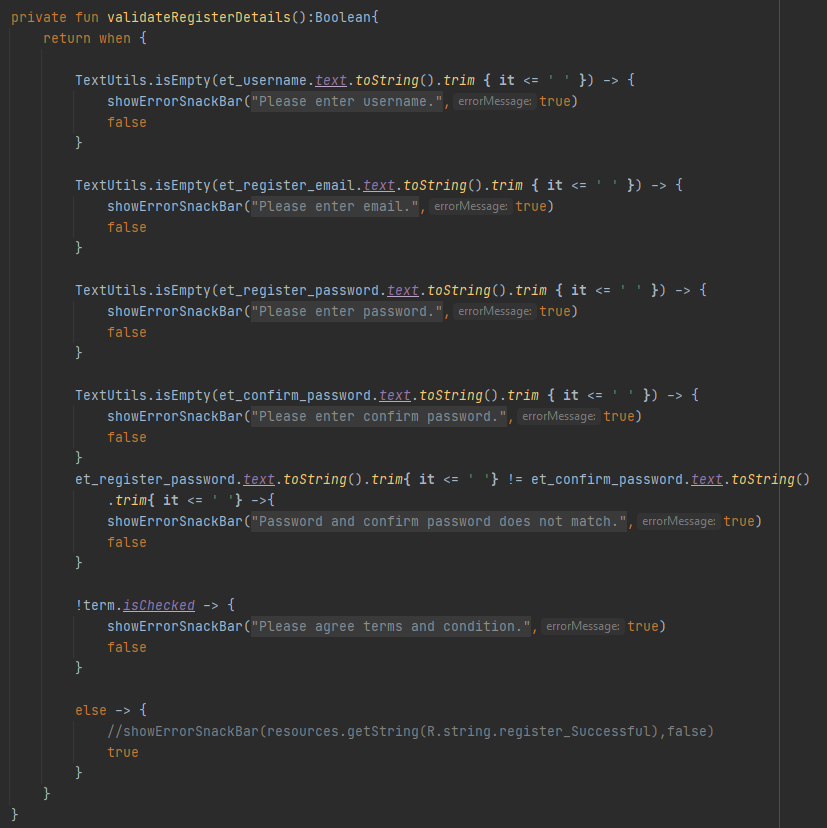 private fun validateRegisterDetails():Boolean{
    return when {

        TextUtils.isEmpty(et_username.text.toString().trim { it <= ' ' }) -> {
            showErrorSnackBar("Please enter username.", errorMessage: true)
            false
        }

        TextUtils.isEmpty(et_register_email.text.toString().trim { it <= ' ' }) -> {
            showErrorSnackBar("Please enter email.", errorMessage: true)
            false
        }

        TextUtils.isEmpty(et_register_password.text.toString().trim { it <= ' ' }) -> {
            showErrorSnackBar("Please enter password.", errorMessage: true)
            false
        }

        TextUtils.isEmpty(et_confirm_password.text.toString().trim { it <= ' ' }) -> {
            showErrorSnackBar("Please enter confirm password.", errorMessage: true)
            false
        }
        et_register_password.text.toString().trim{ it <= ' '} != et_confirm_password.text.toString()
            .trim{ it <= ' '} ->{
            showErrorSnackBar("Password and confirm password does not match.", errorMessage: true)
            false
        }

        !term.isChecked -> {
            showErrorSnackBar("Please agree terms and condition.", errorMessage: true)
            false
        }

        else -> {
            //showErrorSnackBar(resources.getString(R.string.register_Successful),false)
            true
        }
    }
}